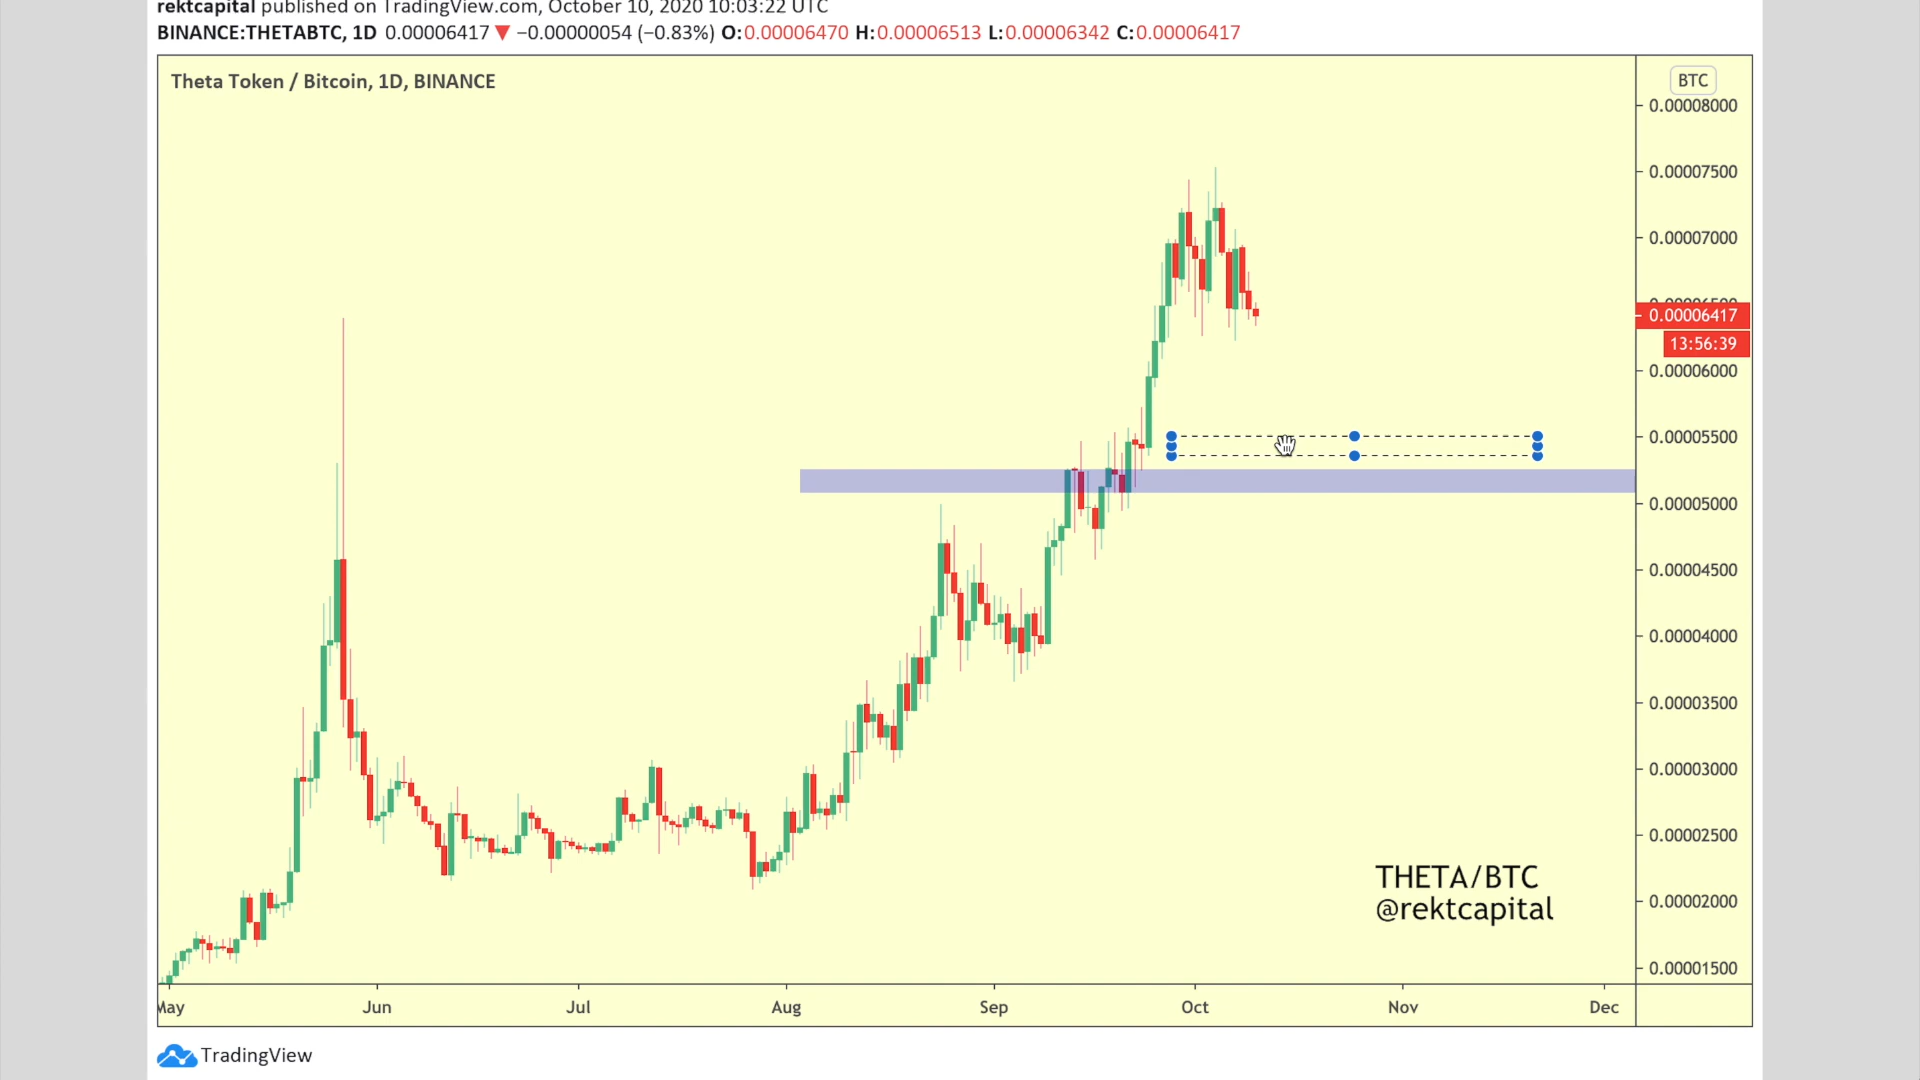 rektcapital published on TradingView.com, October 10, 2020 10:03:22 UTC
BINANCE:THETABTC, 1D 0.00006417 ▼ −0.00000054 (−0.83%) O:0.00006470 H:0.00006513 L:0.00006342 C:0.00006417
Theta Token / Bitcoin, 1D, BINANCE
BTC
0.00008000
0.00007500
0.00007000
0.00006417
13:56:39
0.00006000
0.00005500
0.00005000
0.00004500
0.00004000
0.00003500
0.00003000
0.00002500
0.00002000
0.00001500
THETA/BTC
@rektcapital
May Jun Jul Aug Sep Oct Nov Dec
TradingView